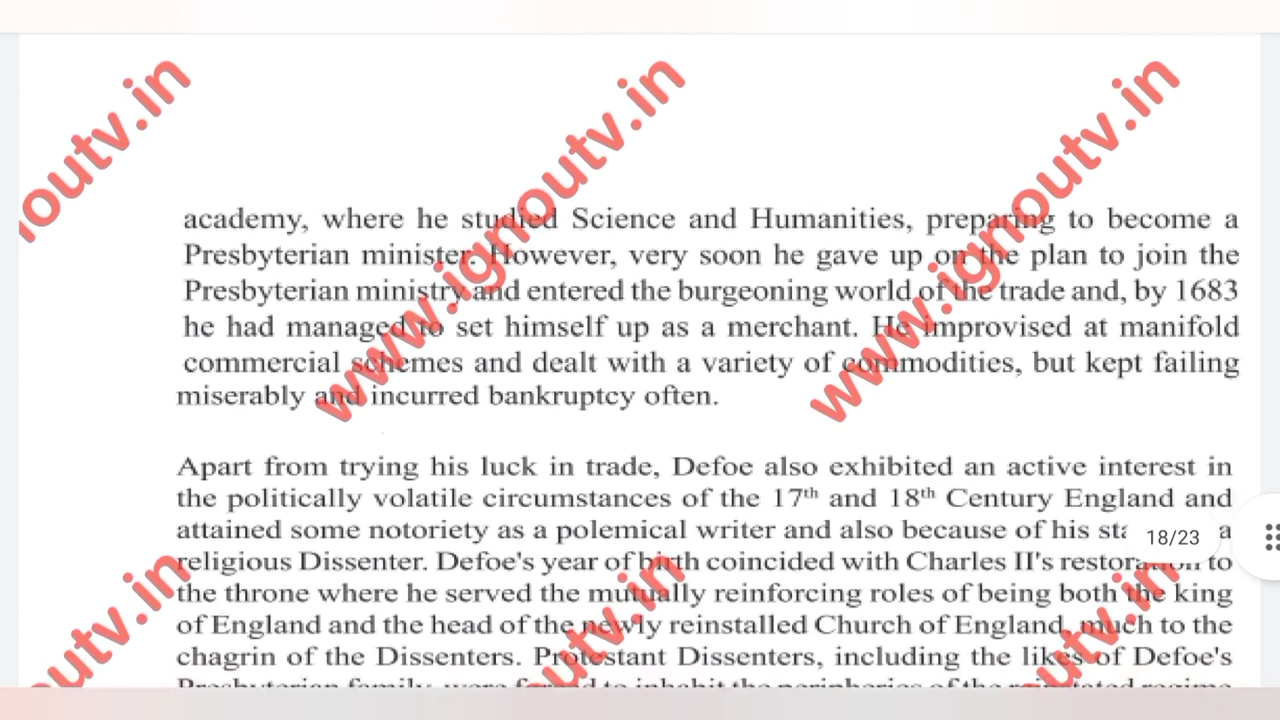 www.ignoutv.in
www.ignoutv.in
noutv.in
academy, where he studied Science and Humanities, preparing to become a
Presbyterian minister. However, very soon he gave up on the plan to join the
Presbyterian ministry and entered the burgeoning world of the trade and, by 1683
he had managed to set himself up as a merchant. He improvised at manifold
commercial schemes and dealt with a variety of commodities, but kept failing
miserably and incurred bankruptcy often.
Apart from trying his luck in trade, Defoe also exhibited an active interest in
the politically volatile circumstances of the 17th and 18th Century England and
attained some notoriety as a polemical writer and also because of his a
18/23
religious Dissenter. Defoe's year of birth coincided with Charles II's to
the throne where he served the mutually reinforcing roles of being both the king
of England and the head of the newly reinstalled Church of England, much to the
chagrin of the Dissenters. Protestant Dissenters, including the likes of Defoe's
outv.in
outv.in
outv.in